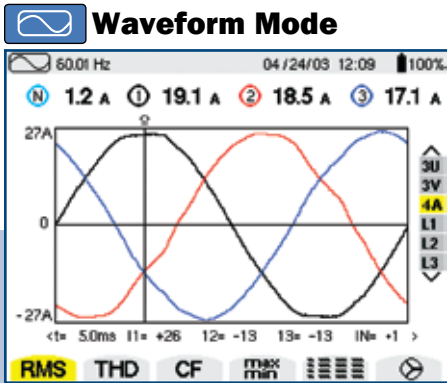 Waveform Mode
60.01 Hz 04/24/03 12:09 100%
N 1.2 A 1 19.1 A 2 18.5 A 3 17.1 A
27A
3U
3V
4A
0
L1
L2
L3
-27A
<t= 5.0ms I1= +26 I2= -13 I3= -13 IN= +1 >
RMS THD CF max min